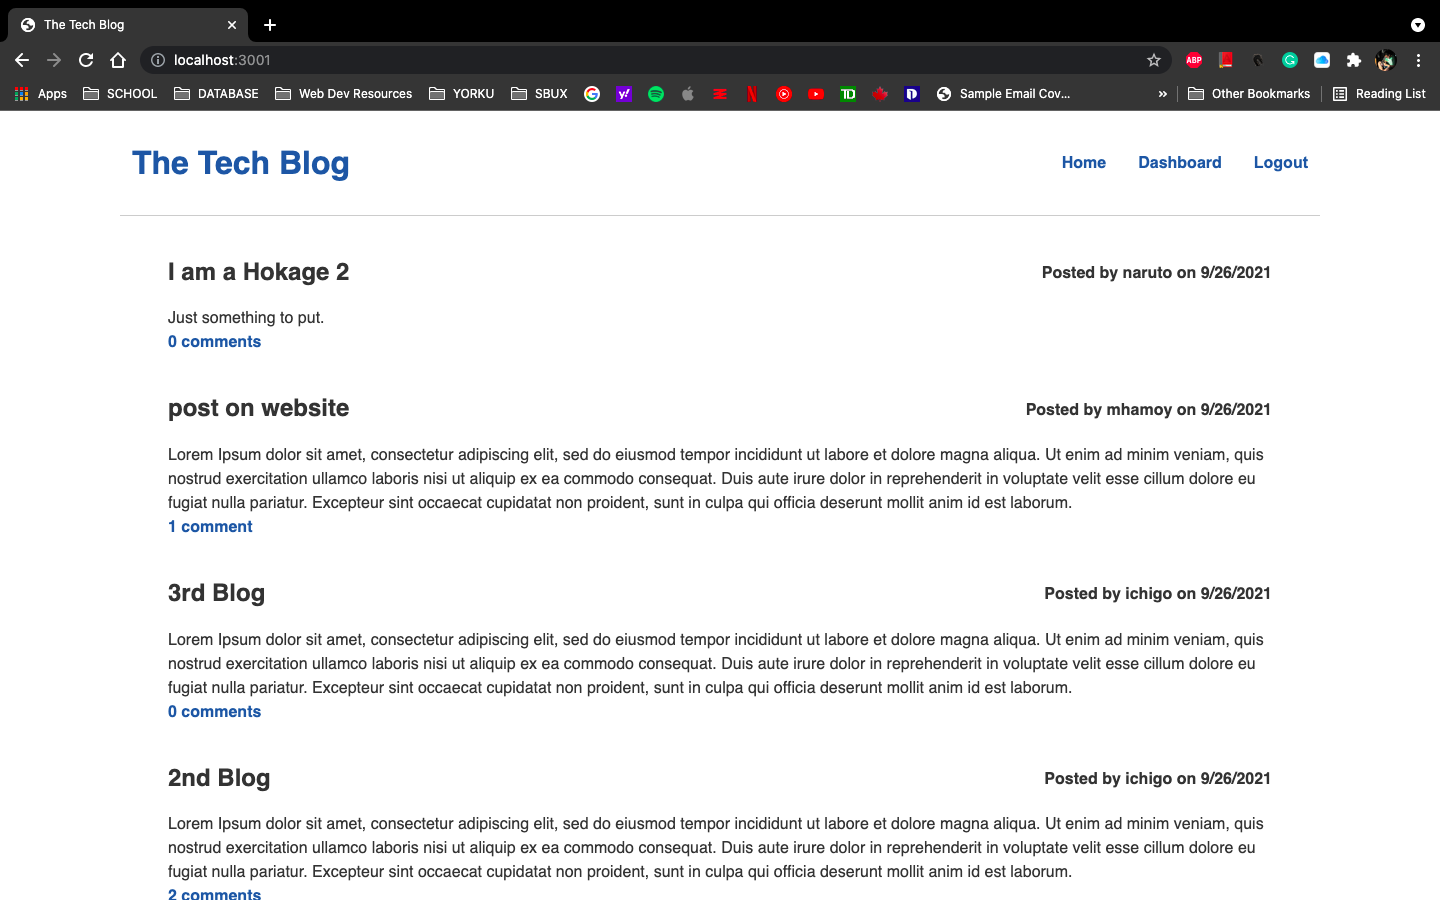 The Tech Blog
localhost:3001
ABP
Apps SCHOOL DATABASE Web Dev Resources YORKU SBUX G y! TD Sample Email Cov... » Other Bookmarks Reading List
The Tech Blog
Home Dashboard Logout
I am a Hokage 2
Posted by naruto on 9/26/2021
Just something to put.
0 comments
post on website
Posted by mhamoy on 9/26/2021
Lorem Ipsum dolor sit amet, consectetur adipiscing elit, sed do eiusmod tempor incididunt ut labore et dolore magna aliqua. Ut enim ad minim veniam, quis
nostrud exercitation ullamco laboris nisi ut aliquip ex ea commodo consequat. Duis aute irure dolor in reprehenderit in voluptate velit esse cillum dolore eu
fugiat nulla pariatur. Excepteur sint occaecat cupidatat non proident, sunt in culpa qui officia deserunt mollit anim id est laborum.
1 comment
3rd Blog
Posted by ichigo on 9/26/2021
Lorem Ipsum dolor sit amet, consectetur adipiscing elit, sed do eiusmod tempor incididunt ut labore et dolore magna aliqua. Ut enim ad minim veniam, quis
nostrud exercitation ullamco laboris nisi ut aliquip ex ea commodo consequat. Duis aute irure dolor in reprehenderit in voluptate velit esse cillum dolore eu
fugiat nulla pariatur. Excepteur sint occaecat cupidatat non proident, sunt in culpa qui officia deserunt mollit anim id est laborum.
0 comments
2nd Blog
Posted by ichigo on 9/26/2021
Lorem Ipsum dolor sit amet, consectetur adipiscing elit, sed do eiusmod tempor incididunt ut labore et dolore magna aliqua. Ut enim ad minim veniam, quis
nostrud exercitation ullamco laboris nisi ut aliquip ex ea commodo consequat. Duis aute irure dolor in reprehenderit in voluptate velit esse cillum dolore eu
fugiat nulla pariatur. Excepteur sint occaecat cupidatat non proident, sunt in culpa qui officia deserunt mollit anim id est laborum.
2 comments